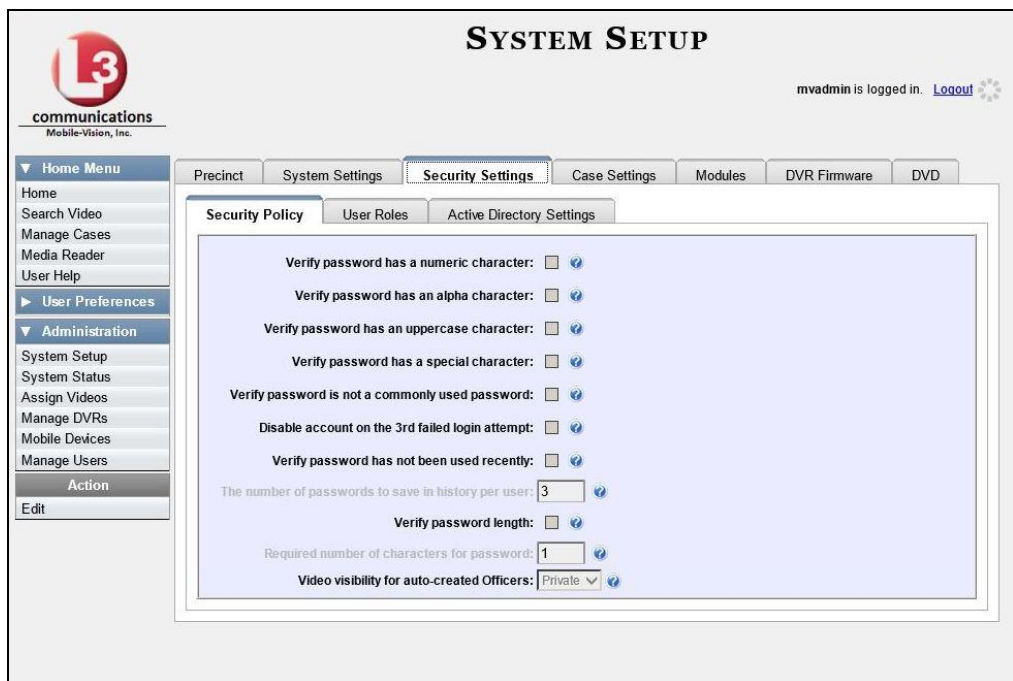 SYSTEM SETUP
L3
communications
Mobile-Vision, Inc.
mvadmin is logged in. Logout
Home Menu
Home
Search Video
Manage Cases
Media Reader
User Help
User Preferences
Administration
System Setup
System Status
Assign Videos
Manage DVRs
Mobile Devices
Manage Users
Action
Edit
Precinct System Settings Security Settings Case Settings Modules DVR Firmware DVD
Security Policy User Roles Active Directory Settings
Verify password has a numeric character: ?
Verify password has an alpha character: ?
Verify password has an uppercase character: ?
Verify password has a special character: ?
Verify password is not a commonly used password: ?
Disable account on the 3rd failed login attempt: ?
Verify password has not been used recently: ?
The number of passwords to save in history per user: 3 ?
Verify password length: ?
Required number of characters for password: 1 ?
Video visibility for auto-created Officers: Private ?